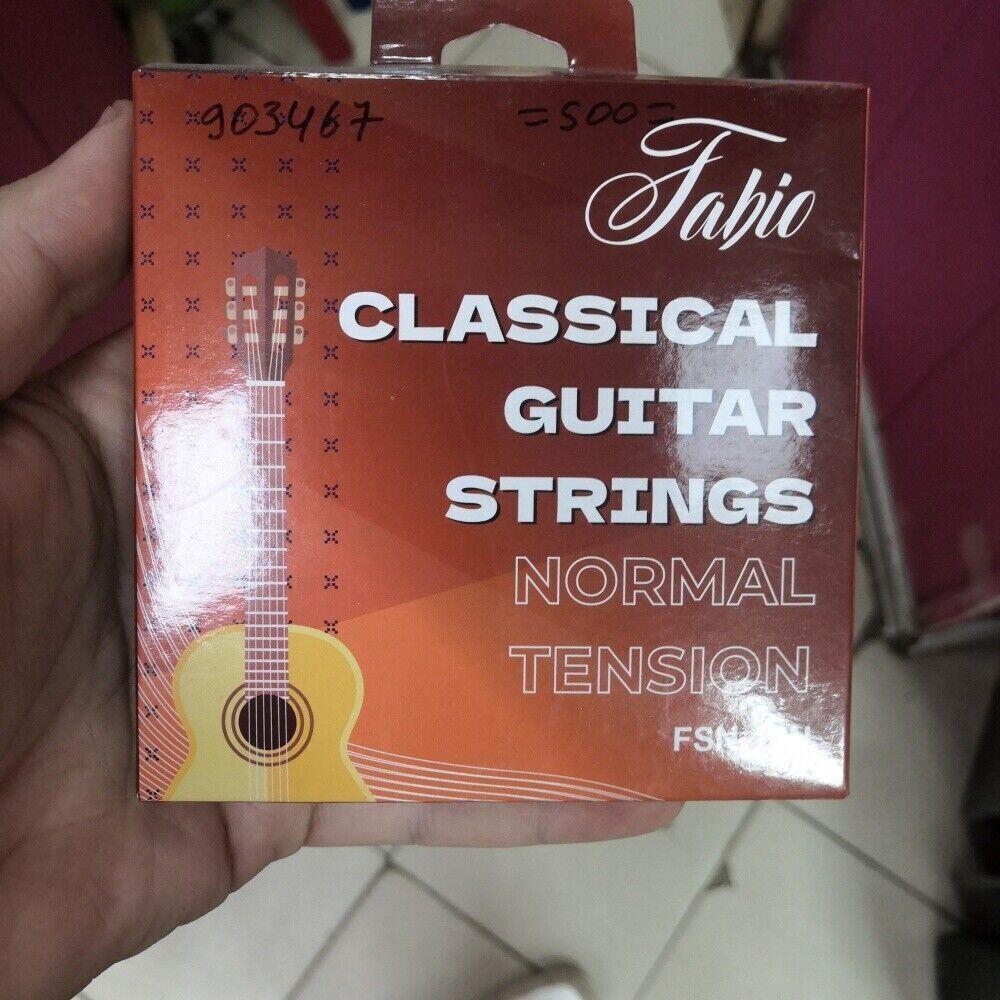 903467 =500=
Fabio
CLASSICAL
GUITAR
STRINGS
NORMAL
TENSION